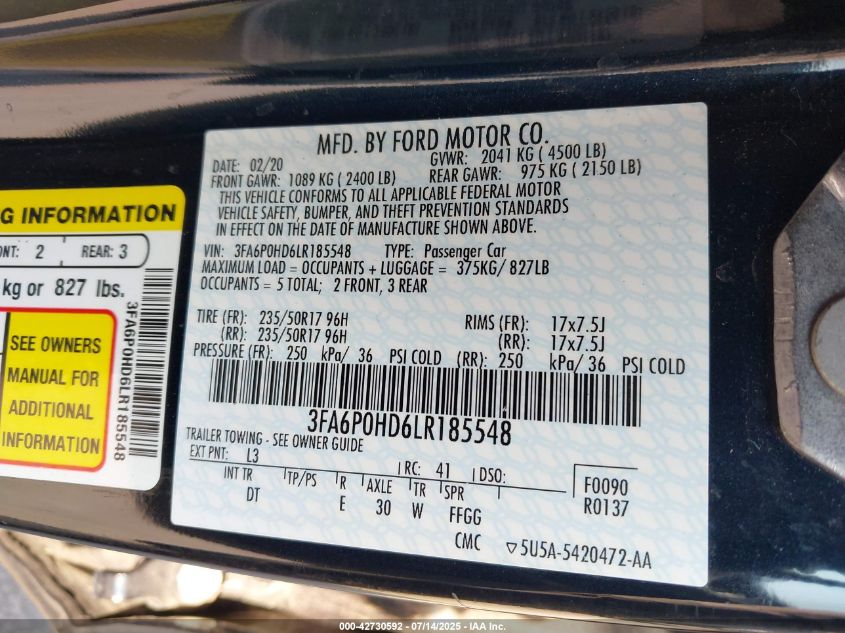 MFD. BY FORD MOTOR CO.
DATE: 02/20 GVWR: 2041 KG ( 4500 LB)
FRONT GAWR: 1089 KG ( 2400 LB) REAR GAWR: 975 KG ( 2150 LB)
THIS VEHICLE CONFORMS TO ALL APPLICABLE FEDERAL MOTOR
VEHICLE SAFETY, BUMPER, AND THEFT PREVENTION STANDARDS
IN EFFECT ON THE DATE OF MANUFACTURE SHOWN ABOVE.
VIN: 3FA6P0HD6LR185548 TYPE: Passenger Car
MAXIMUM LOAD = OCCUPANTS + LUGGAGE = 375KG/ 827LB
OCCUPANTS = 5 TOTAL; 2 FRONT, 3 REAR
TIRE (FR): 235/50R17 96H RIMS (FR): 17x7.5J
(RR): 235/50R17 96H (RR): 17x7.5J
PRESSURE (FR): 250 kPa/ 36 PSI COLD (RR): 250 kPa/ 36 PSI COLD
3FA6P0HD6LR185548
TRAILER TOWING - SEE OWNER GUIDE
EXT PNT: L3 RC: 41 DSO: F0090
INT TR TP/PS R AXLE TR SPR R0137
DT E 30 W FFGG
CMC ▽5U5A-5420472-AA
G INFORMATION
NT: 2 REAR: 3
kg or 827 lbs.
SEE OWNERS
MANUAL FOR
ADDITIONAL
INFORMATION
3FA6P0HD6LR185548
000-42730592 - 07/14/2025 - IAA Inc.